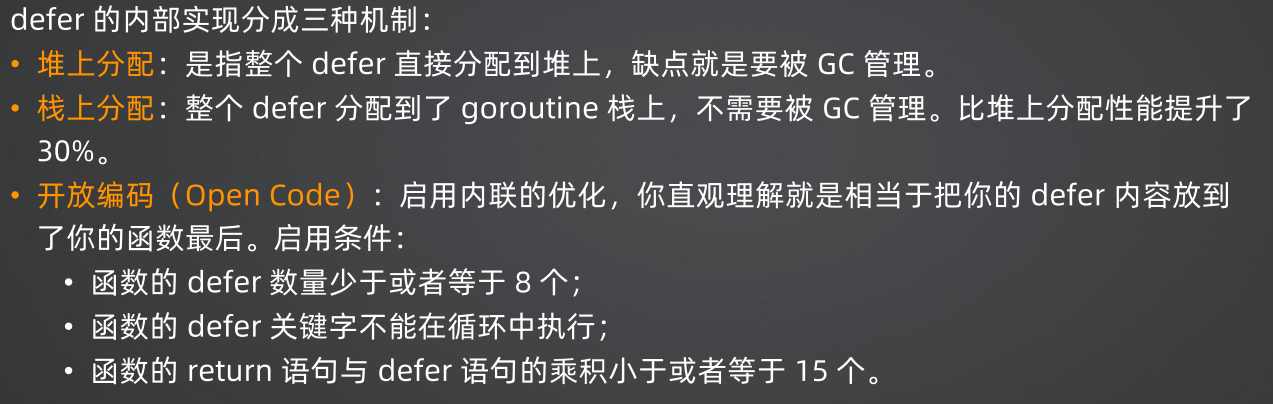 defer 的内部实现分成三种机制：
• 堆上分配：是指整个 defer 直接分配到堆上，缺点就是要被 GC 管理。
• 栈上分配：整个 defer 分配到了 goroutine 栈上，不需要被 GC 管理。比堆上分配性能提升了
30%。
• 开放编码（Open Code）：启用内联的优化，你直观理解就是相当于把你的 defer 内容放到
了你的函数最后。启用条件：
• 函数的 defer 数量少于或者等于 8 个；
• 函数的 defer 关键字不能在循环中执行；
• 函数的 return 语句与 defer 语句的乘积小于或者等于 15 个。